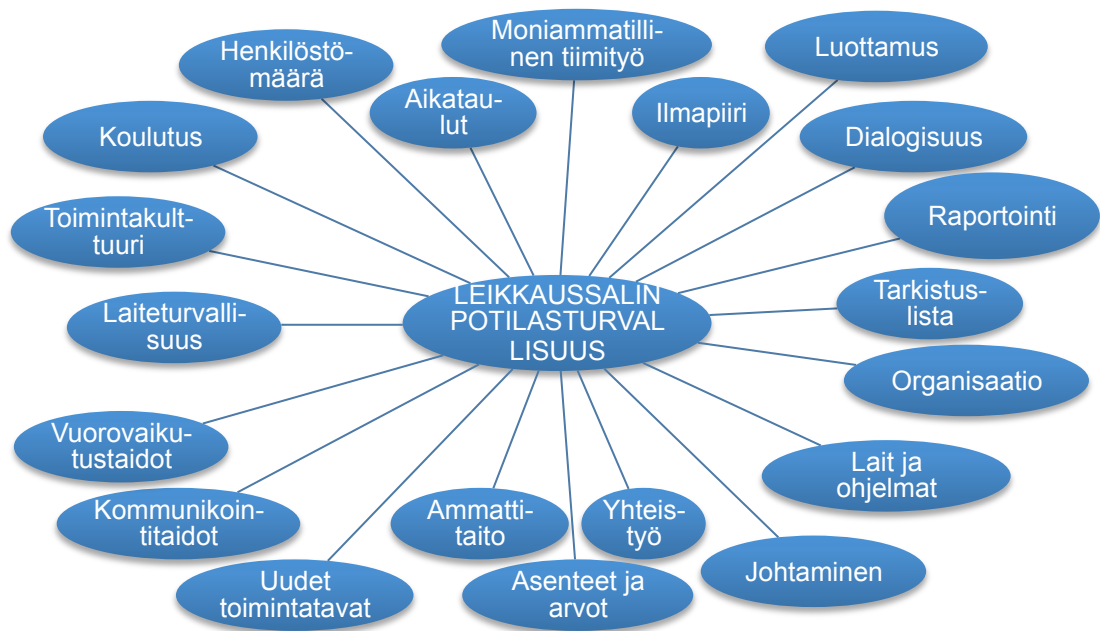 Moniammatilli-
nen tiimityö
Luottamus
Henkilöstö-
määrä
Aikatau-
lut
Ilmapiiri
Koulutus
Dialogisuus
Toimintakult-
tuuri
Raportointi
LEIKKAUSSALIN
POTILASTURVAL
LISUUS
Laiteturvalli-
suus
Tarkistus-
lista
Organisaatio
Vuorovaiku-
tustaidot
Lait ja
ohjelmat
Kommunikoin-
titaidot
Ammatti-
taito
Yhteis-
työ
Uudet
toimintatavat
Asenteet ja
arvot
Johtaminen